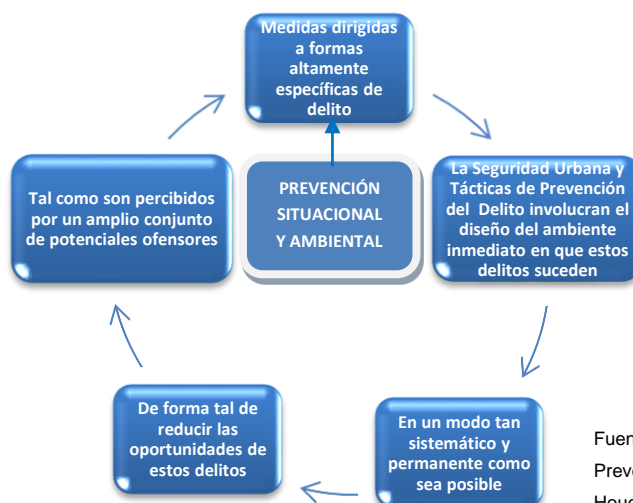 Medidas dirigidas
a formas
altamente
específicas de
delito
La Seguridad Urbana y
Tácticas de Prevención
del Delito involucran el
diseño del ambiente
inmediato en que estos
delitos suceden
En un modo tan
sistemático y
permanente como
sea posible
De forma tal de
reducir las
oportunidades de
estos delitos
Tal como son percibidos
por un amplio conjunto
de potenciales ofensores
PREVENCIÓN
SITUACIONAL
Y AMBIENTAL